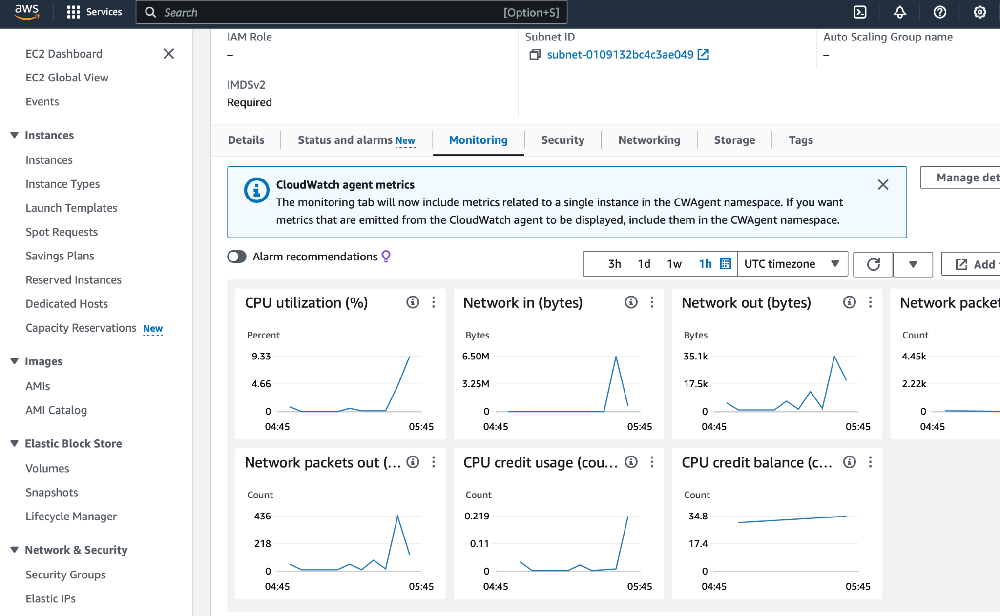 aws
Services
Search
[Option+S]
EC2 Dashboard
EC2 Global View
Events
Instances
Instances
Instance Types
Launch Templates
Spot Requests
Savings Plans
Reserved Instances
Dedicated Hosts
Capacity Reservations New
Images
AMIs
AMI Catalog
Elastic Block Store
Volumes
Snapshots
Lifecycle Manager
Network & Security
Security Groups
Elastic IPs
IAM Role
–
Subnet ID
subnet-0109132bc4c3ae049
Auto Scaling Group name
–
IMDSv2
Required
Details
Status and alarms New
Monitoring
Security
Networking
Storage
Tags
CloudWatch agent metrics
The monitoring tab will now include metrics related to a single instance in the CWAgent namespace. If you want
metrics that are emitted from the CloudWatch agent to be displayed, include them in the CWAgent namespace.
Manage det
Alarm recommendations
3h 1d 1w 1h
UTC timezone
Add
CPU utilization (%)
Percent
9.33
4.66
0
04:45 05:45
Network in (bytes)
Bytes
6.50M
3.25M
0
04:45 05:45
Network out (bytes)
Bytes
35.1k
17.5k
0
04:45 05:45
Network packet
Count
4.45k
2.22k
0
04:45
Network packets out (...
Count
436
218
0
04:45 05:45
CPU credit usage (cou...
Count
0.219
0.11
0
04:45 05:45
CPU credit balance (c...
Count
34.8
17.4
0
04:45 05:45